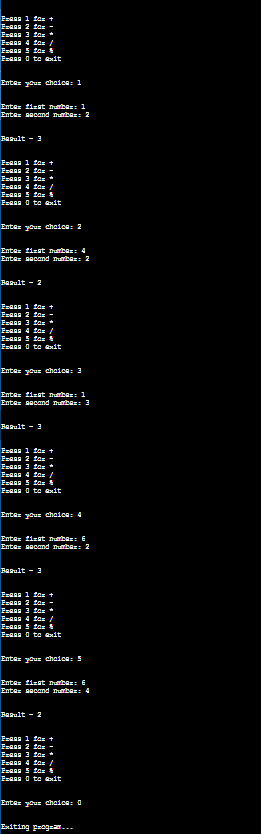 Press 1 for +
Press 2 for -
Press 3 for *
Press 4 for /
Press 5 for %
Press 0 to exit
Enter your choice: 1
Enter first number: 1
Enter second number: 2
Result - 3
Press 1 for +
Press 2 for -
Press 3 for *
Press 4 for /
Press 5 for %
Press 0 to exit
Enter your choice: 2
Enter first number: 4
Enter second number: 2
Result - 2
Press 1 for +
Press 2 for -
Press 3 for *
Press 4 for /
Press 5 for %
Press 0 to exit
Enter your choice: 3
Enter first number: 1
Enter second number: 3
Result - 3
Press 1 for +
Press 2 for -
Press 3 for *
Press 4 for /
Press 5 for %
Press 0 to exit
Enter your choice: 4
Enter first number: 6
Enter second number: 2
Result - 3
Press 1 for +
Press 2 for -
Press 3 for *
Press 4 for /
Press 5 for %
Press 0 to exit
Enter your choice: 5
Enter first number: 6
Enter second number: 4
Result - 2
Press 1 for +
Press 2 for -
Press 3 for *
Press 4 for /
Press 5 for %
Press 0 to exit
Enter your choice: 0
Exiting program...